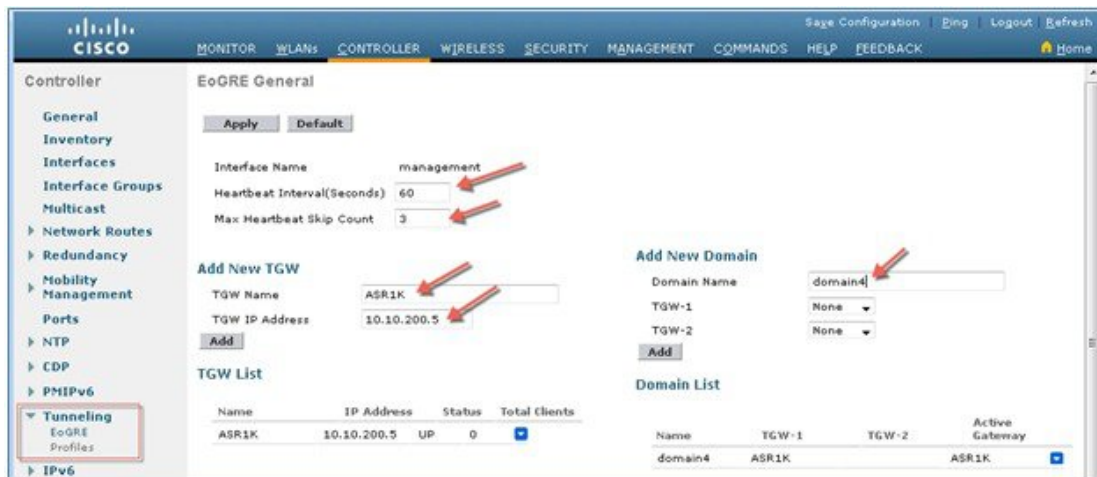 Save Configuration | Ping | Logout | Refresh
CISCO
MONITOR WLANs CONTROLLER WIRELESS SECURITY MANAGEMENT COMMANDS HELP FEEDBACK Home
Controller
General
Inventory
Interfaces
Interface Groups
Multicast
Network Routes
Redundancy
Mobility
Management
Ports
NTP
CDP
PMIPv6
Tunneling
EoGRE
Profiles
IPv6
EoGRE General
Apply Default
Interface Name management
Heartbeat Interval(Seconds) 60
Max Heartbeat Skip Count 3
Add New TGW
TGW Name ASR1K
TGW IP Address 10.10.200.5
Add
TGW List
Name IP Address Status Total Clients
ASR1K 10.10.200.5 UP 0
Add New Domain
Domain Name domain4
TGW-1 None
TGW-2 None
Add
Domain List
Name TGW-1 TGW-2 Active Gateway
domain4 ASR1K ASR1K